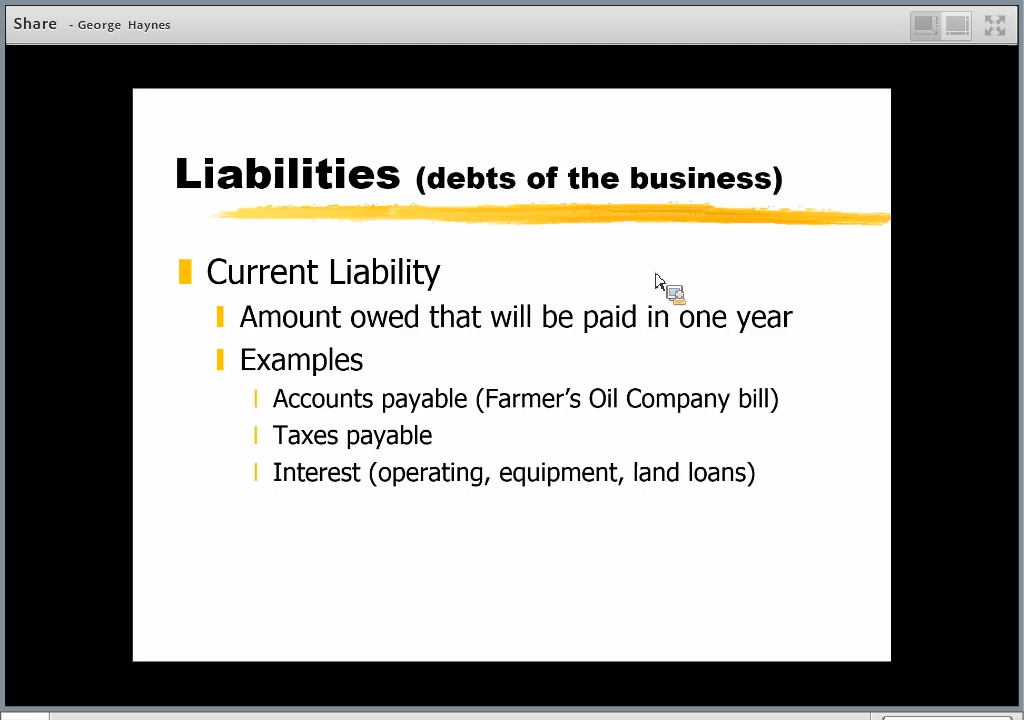 Share - George Haynes
Liabilities (debts of the business)
Current Liability
Amount owed that will be paid in one year
Examples
Accounts payable (Farmer's Oil Company bill)
Taxes payable
Interest (operating, equipment, land loans)